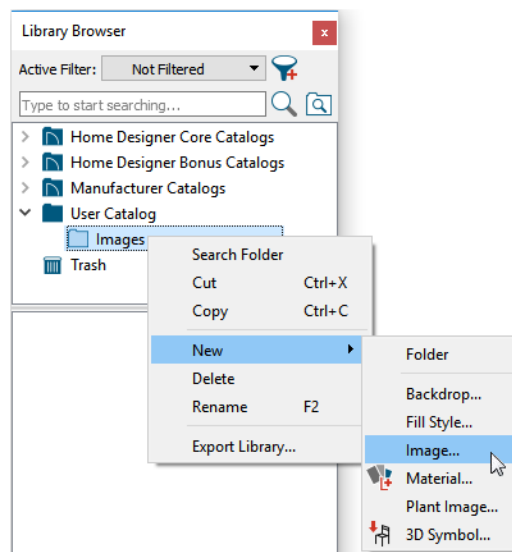 Library Browser
x
Active Filter: Not Filtered
Type to start searching...
Home Designer Core Catalogs
Home Designer Bonus Catalogs
Manufacturer Catalogs
User Catalog
Images
Trash
Search Folder
Cut Ctrl+X
Copy Ctrl+C
New
Delete
Rename F2
Export Library...
Folder
Backdrop...
Fill Style...
Image...
Material...
Plant Image...
3D Symbol...